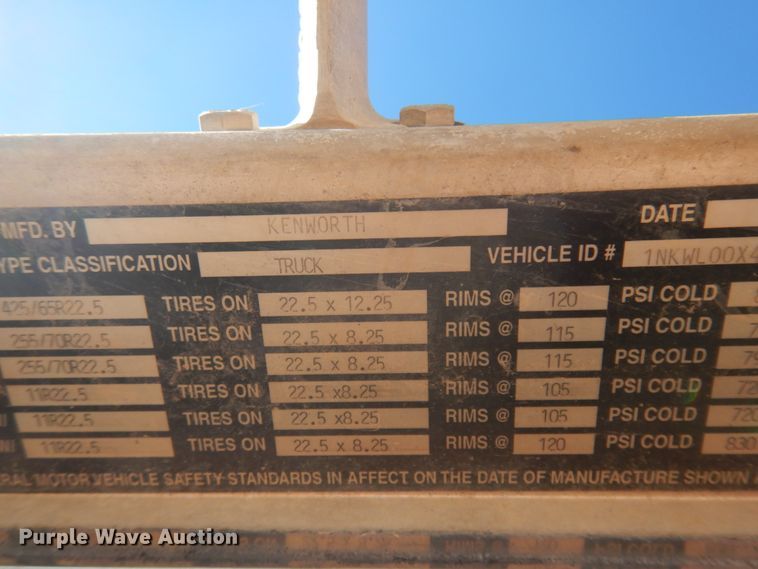 MFD. BY KENWORTH DATE
YPE CLASSIFICATION TRUCK VEHICLE ID # 1NKWL00X4
425/65R22.5 TIRES ON 22.5 x 12.25 RIMS @ 120 PSI COLD
255/70R22.5 TIRES ON 22.5 x 8.25 RIMS @ 115 PSI COLD 7
255/70R22.5 TIRES ON 22.5 x 8.25 RIMS @ 115 PSI COLD 79
11R22.5 TIRES ON 22.5 x8.25 RIMS @ 105 PSI COLD 72
11R22.5 TIRES ON 22.5 x8.25 RIMS @ 105 PSI COLD 720
11R22.5 TIRES ON 22.5 x 8.25 RIMS @ 120 PSI COLD 830
RAL MOTOR VEHICLE SAFETY STANDARDS IN AFFECT ON THE DATE OF MANUFACTURE SHOWN
Purple Wave Auction